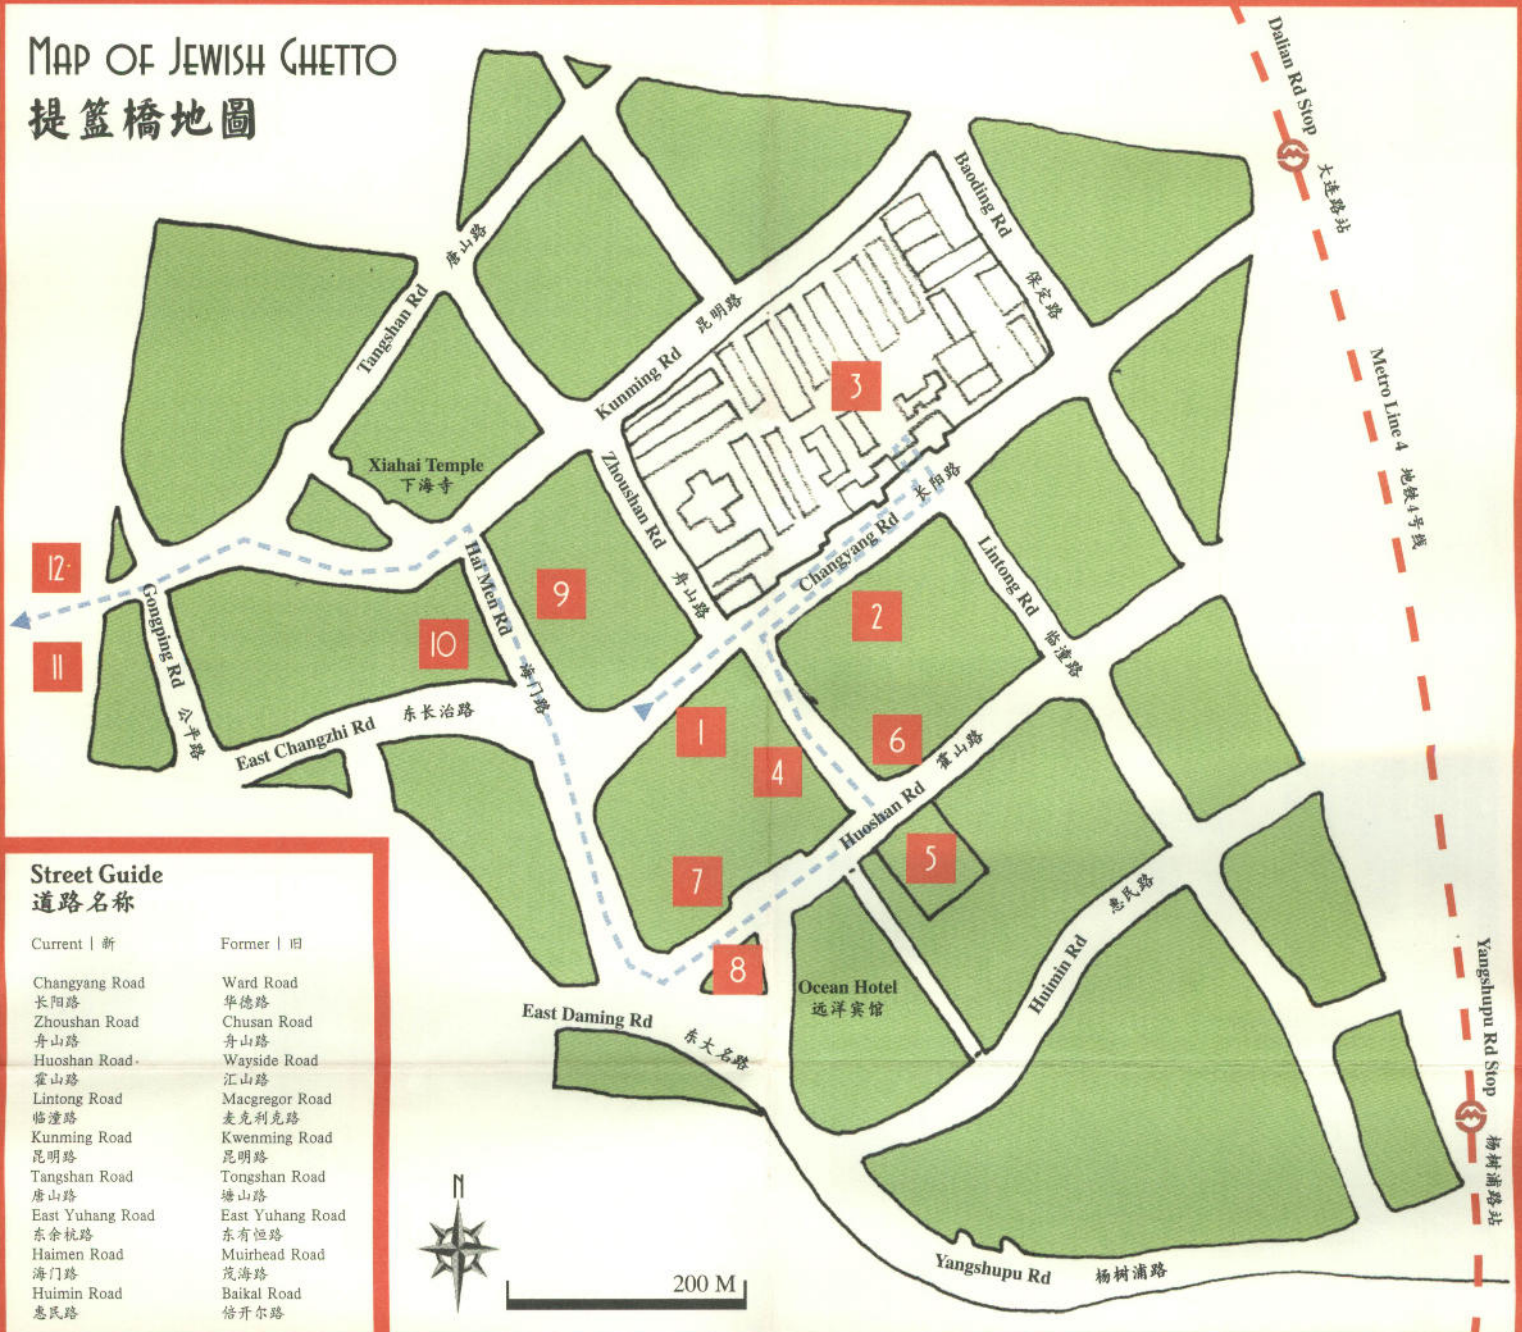 MAP OF JEWISH GHETTO
提籃橋地圖
Dalian Rd Stop
大连路站
Metro Line 4 地铁4号线
Yangshupu Rd Stop
杨树浦路站
Baoding Rd
保定路
唐山路
Tangshan Rd
昆明路
Kunming Rd
Xiahai Temple
下海寺
Zhoushan Rd
舟山路
长阳路
Changyang Rd
Lintong Rd
临潼路
Hai Men Rd
海门路
Gongping Rd
公平路
East Changzhi Rd
东长治路
霍山路
Huoshan Rd
惠民路
Huimin Rd
Ocean Hotel
远洋宾馆
East Daming Rd
东大名路
Yangshupu Rd
杨树浦路
3
12
11
10
9
2
1
4
6
5
7
8
Street Guide
道路名称
Current | 新 Former | 旧
Changyang Road Ward Road
长阳路 华德路
Zhoushan Road Chusan Road
舟山路 舟山路
Huoshan Road Wayside Road
霍山路 汇山路
Lintong Road Macgregor Road
临潼路 麦克利克路
Kunming Road Kwenming Road
昆明路 昆明路
Tangshan Road Tongshan Road
唐山路 塘山路
East Yuhang Road East Yuhang Road
东余杭路 东有恒路
Haimen Road Muirhead Road
海门路 茂海路
Huimin Road Baikal Road
惠民路 倍开尔路
N
200 M